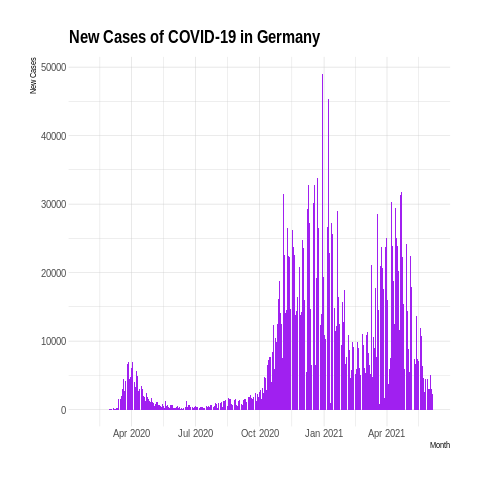 New Cases of COVID-19 in Germany
New Cases
50000
40000
30000
20000
10000
0
Apr 2020 Jul 2020 Oct 2020 Jan 2021 Apr 2021
Month